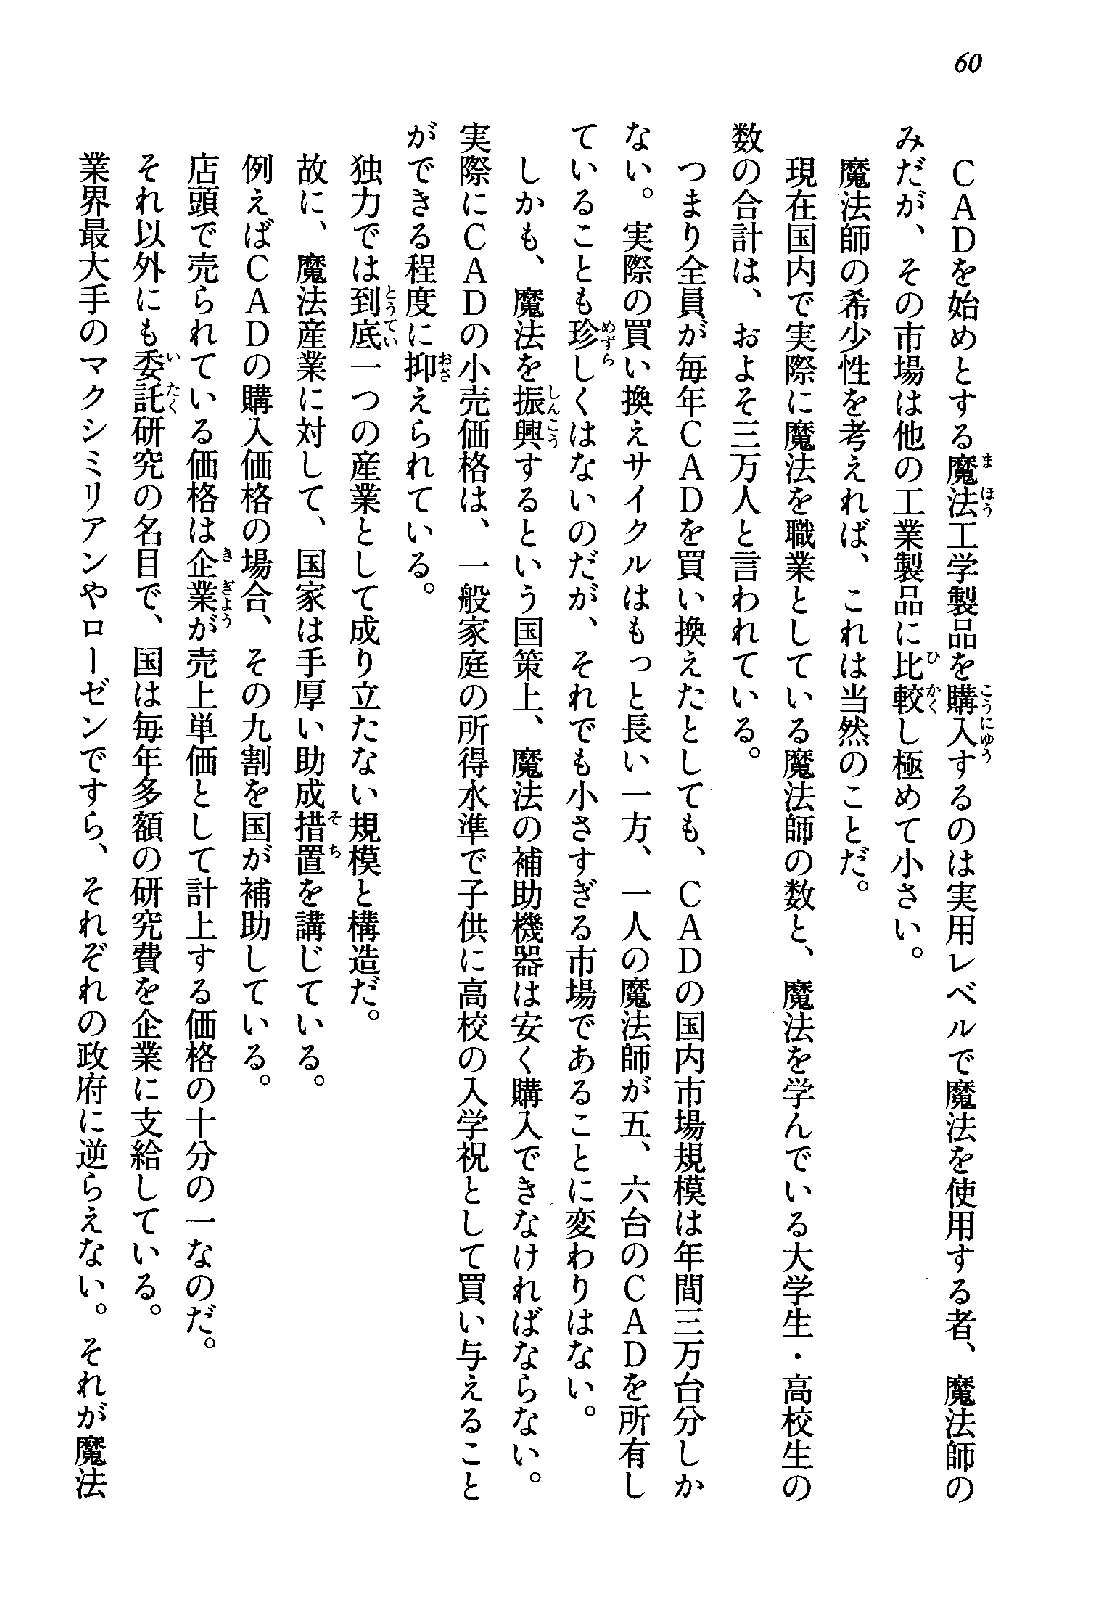 60
ＣＡＤを始めとする魔法工学製品を購入するのは実用レベルで魔法を使用する者、魔法師の
みだが、その市場は他の工業製品に比較し極めて小さい。
魔法師の希少性を考えれば、これは当然のことだ。
現在国内で実際に魔法を職業としている魔法師の数と、魔法を学んでいる大学生・高校生の
数の合計は、およそ三万人と言われている。
つまり全員が毎年ＣＡＤを買い換えたとしても、ＣＡＤの国内市場規模は年間三万台分しか
ない。実際の買い換えサイクルはもっと長い一方、一人の魔法師が五、六台のＣＡＤを所有し
ていることも珍しくはないのだが、それでも小さすぎる市場であることに変わりはない。
しかも、魔法を振興するという国策上、魔法の補助機器は安く購入できなければならない。
実際にＣＡＤの小売価格は、一般家庭の所得水準で子供に高校の入学祝として買い与えること
ができる程度に抑えられている。
独力では到底一つの産業として成り立たない規模と構造だ。
故に、魔法産業に対して、国家は手厚い助成措置を講じている。
例えばＣＡＤの購入価格の場合、その九割を国が補助している。
店頭で売られている価格は企業が売上単価として計上する価格の十分の一なのだ。
それ以外にも委託研究の名目で、国は毎年多額の研究費を企業に支給している。
業界最大手のマクシミリアンやローゼンですら、それぞれの政府に逆らえない。それが魔法